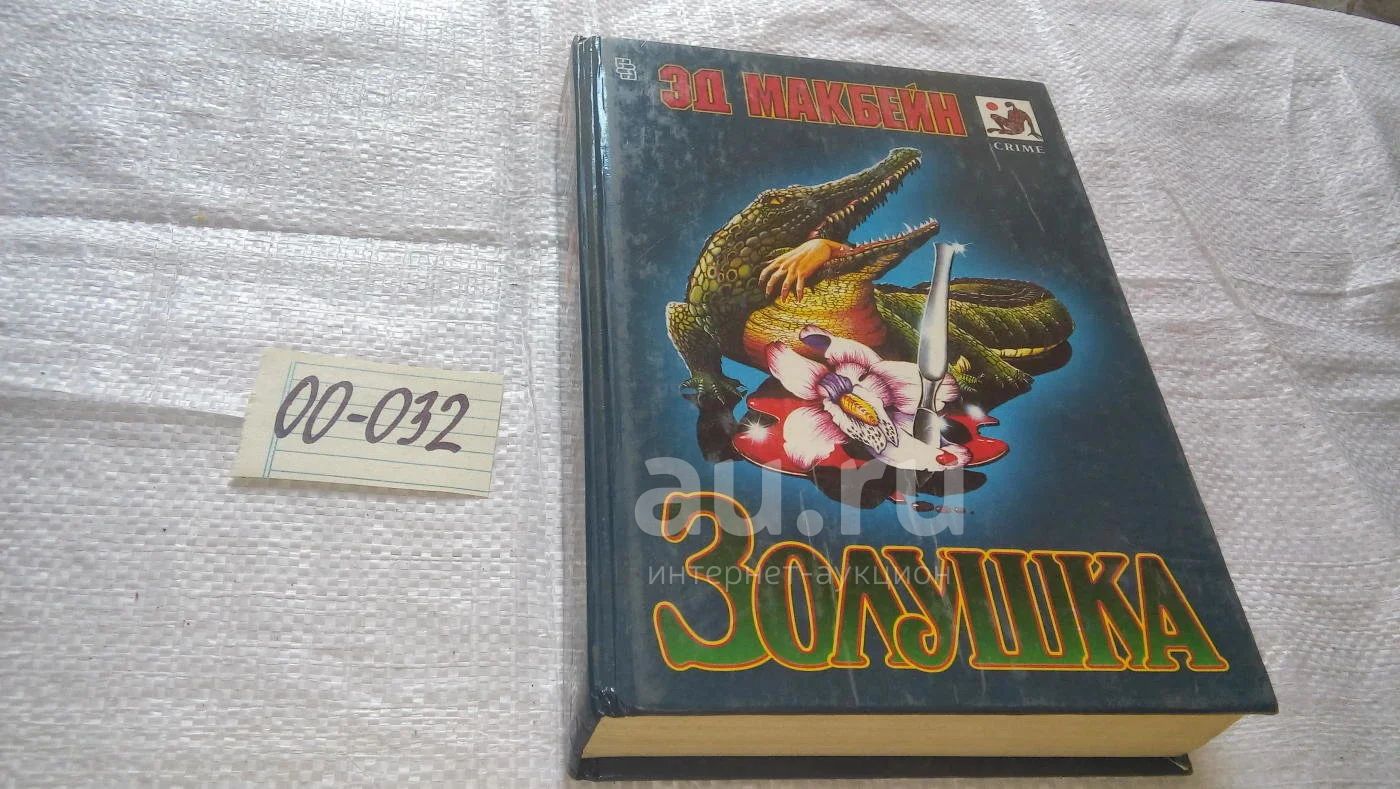 ЭД МАКБЕЙН
CRIME
00-032
au.ru
интернет-аукцион
ЗОЛУШКА